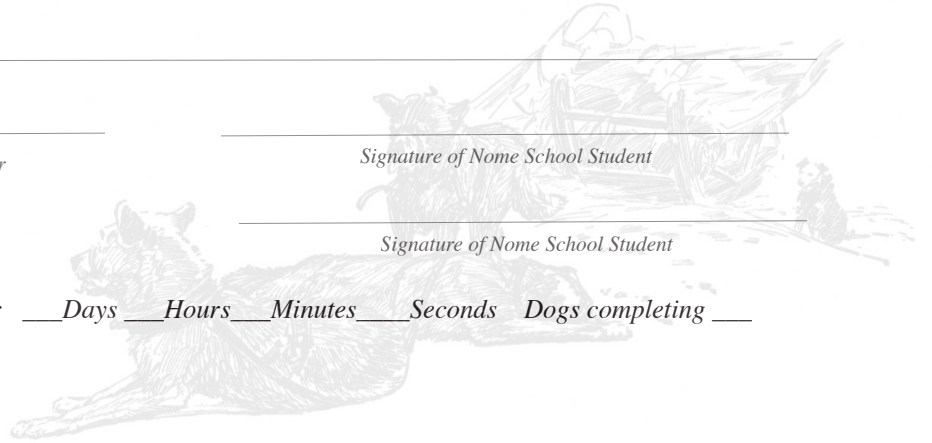 Signature of Nome School Student
Signature of Nome School Student
___Days ___Hours___Minutes____Seconds Dogs completing ___